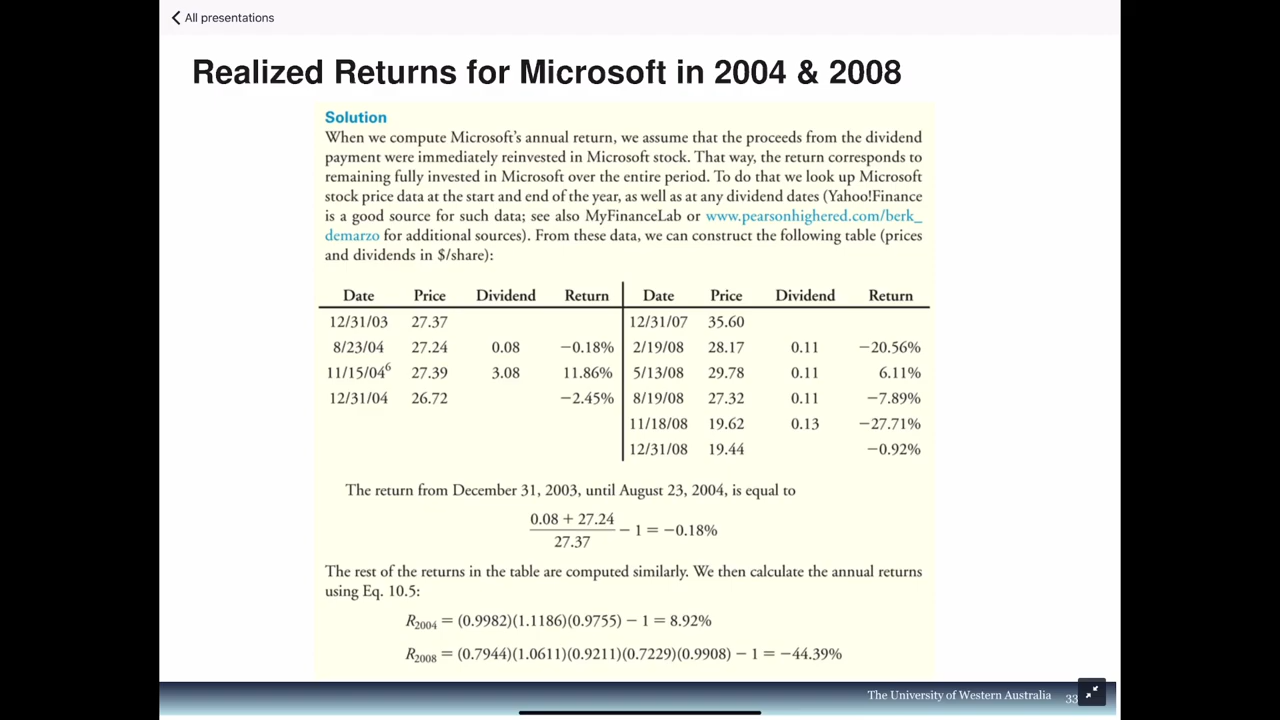 All presentations
Realized Returns for Microsoft in 2004 & 2008
Solution
When we compute Microsoft's annual return, we assume that the proceeds from the dividend
payment were immediately reinvested in Microsoft stock. That way, the return corresponds to
remaining fully invested in Microsoft over the entire period. To do that we look up Microsoft
stock price data at the start and end of the year, as well as at any dividend dates (Yahoo!Finance
is a good source for such data; see also MyFinanceLab or www.pearsonhighered.com/berk_
demarzo for additional sources). From these data, we can construct the following table (prices
and dividends in $/share):
Date Price Dividend Return Date Price Dividend Return
12/31/03 27.37 12/31/07 35.60
8/23/04 27.24 0.08 −0.18% 2/19/08 28.17 0.11 −20.56%
11/15/04⁶ 27.39 3.08 11.86% 5/13/08 29.78 0.11 6.11%
12/31/04 26.72 −2.45% 8/19/08 27.32 0.11 −7.89%
11/18/08 19.62 0.13 −27.71%
12/31/08 19.44 −0.92%
The return from December 31, 2003, until August 23, 2004, is equal to
0.08 + 27.24
27.37
− 1 = −0.18%
The rest of the returns in the table are computed similarly. We then calculate the annual returns
using Eq. 10.5:
R₂₀₀₄ = (0.9982)(1.1186)(0.9755) − 1 = 8.92%
R₂₀₀₈ = (0.7944)(1.0611)(0.9211)(0.7229)(0.9908) − 1 = −44.39%
The University of Western Australia 33